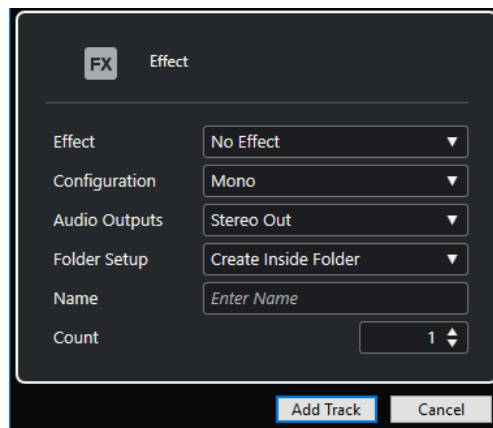 FX Effect
Effect No Effect
Configuration Mono
Audio Outputs Stereo Out
Folder Setup Create Inside Folder
Name Enter Name
Count 1
Add Track Cancel